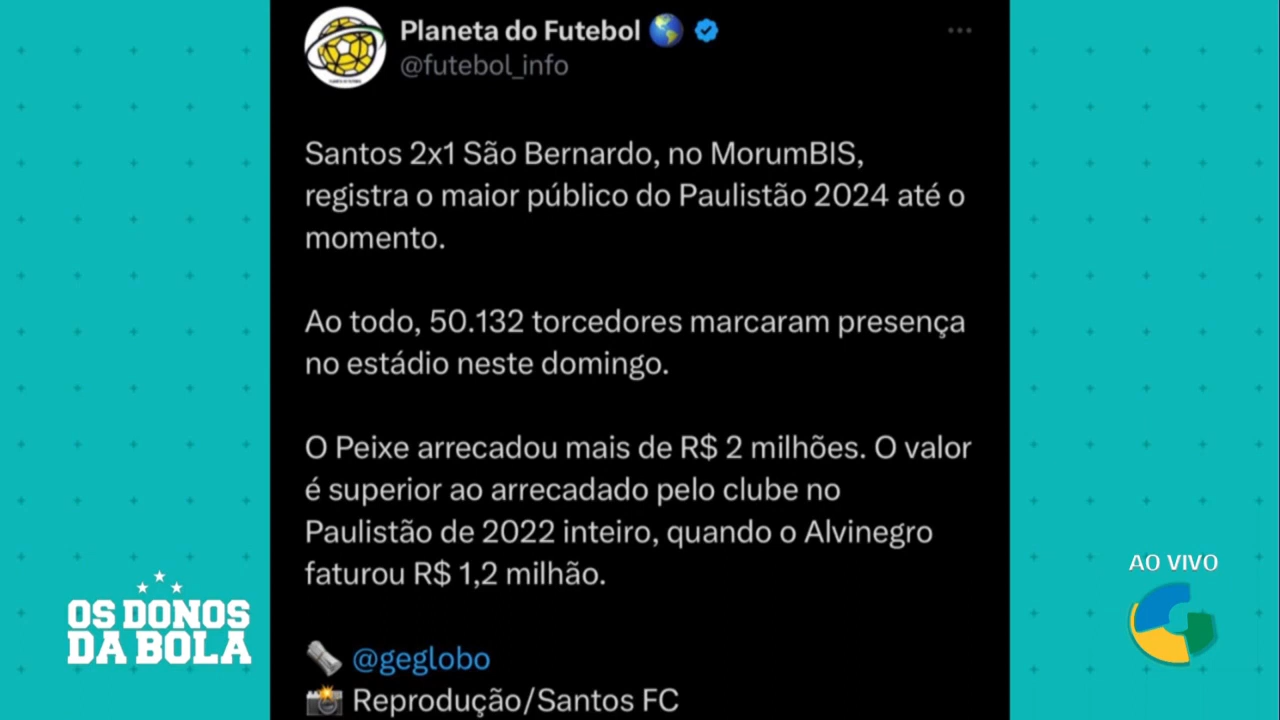 Planeta do Futebol
@futebol_info
Santos 2x1 São Bernardo, no MorumBIS,
registra o maior público do Paulistão 2024 até o
momento.
Ao todo, 50.132 torcedores marcaram presença
no estádio neste domingo.
O Peixe arrecadou mais de R$ 2 milhões. O valor
é superior ao arrecadado pelo clube no
Paulistão de 2022 inteiro, quando o Alvinegro
faturou R$ 1,2 milhão.
@geglobo
Reprodução/Santos FC
OS DONOS
DA BOLA
AO VIVO